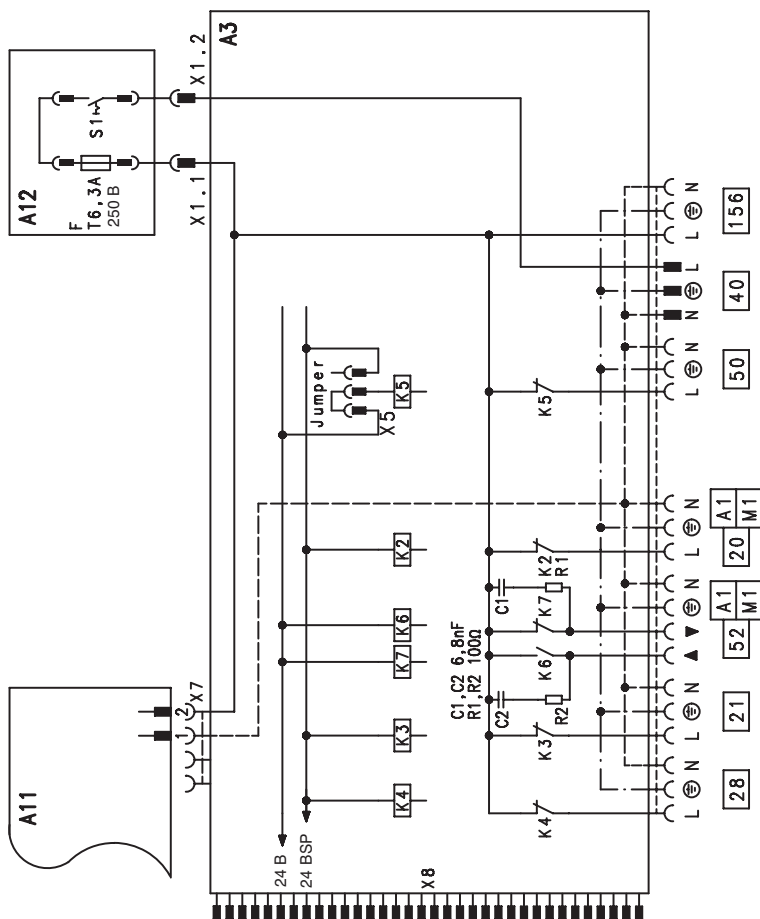 A12
F
T6,3A
250 В
S1
X1.1
X1.2
A3
A11
1
2
X7
24 В
24 ВSP
Jumper
X5
K5
K2
K6
K7
K3
K4
X8
C1,C2 6,8nF
R1,R2 100Ω
C1
C2
R2
K4
K3
K6
K7
K2
R1
K5
L
N
L
N
▲
▼
N
L
N
L
N
N
L
L
N
28
21
52
A1
M1
20
A1
M1
50
40
156